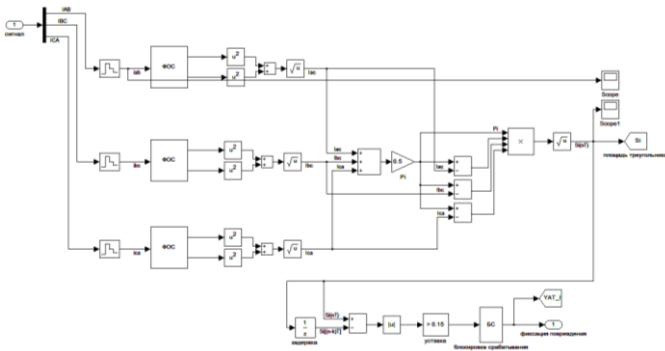 1
сигнал
IAB
IBC
ICA
iab
ФОС
u²
u²
+
+
√u
Iac
Scope
Scope1
ibc
ФОС
u²
u²
+
+
√u
Ibc
Iac
Ibc
Ica
+
+
+
0.5
Pi
Pi
Iac
Ibc
Ica
+
−
+
−
+
−
×
√u
S(nT)
Si
площадь треугольника
ica
ФОС
u²
u²
+
+
√u
Ica
1
z
задержка
S(nT)
+
−
|u|
> 0.15
уставка
БС
блокировка срабатывания
YAT_I
1
фиксация повреждения